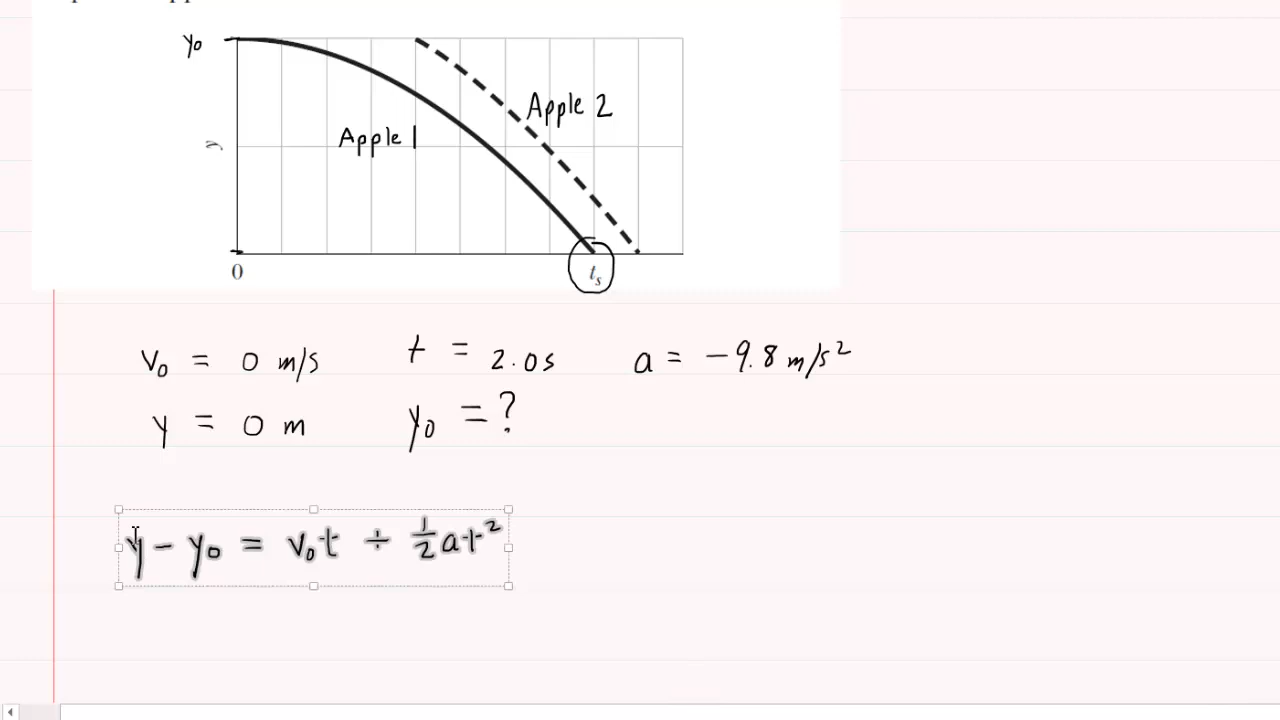 y₀
Apple 2
Apple 1
y
0 tₛ
v₀ = 0 m/s t = 2.0s a = −9.8 m/s²
y = 0 m y₀ = ?
y − y₀ = v₀t ÷ ½at²